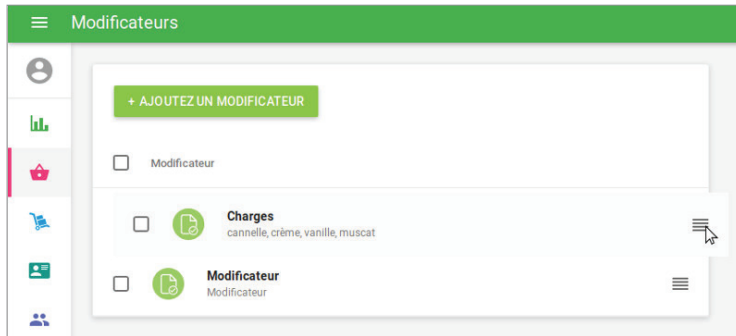 Modificateurs
+ AJOUTEZ UN MODIFICATEUR
Modificateur
Charges
cannelle, crème, vanille, muscat
Modificateur
Modificateur